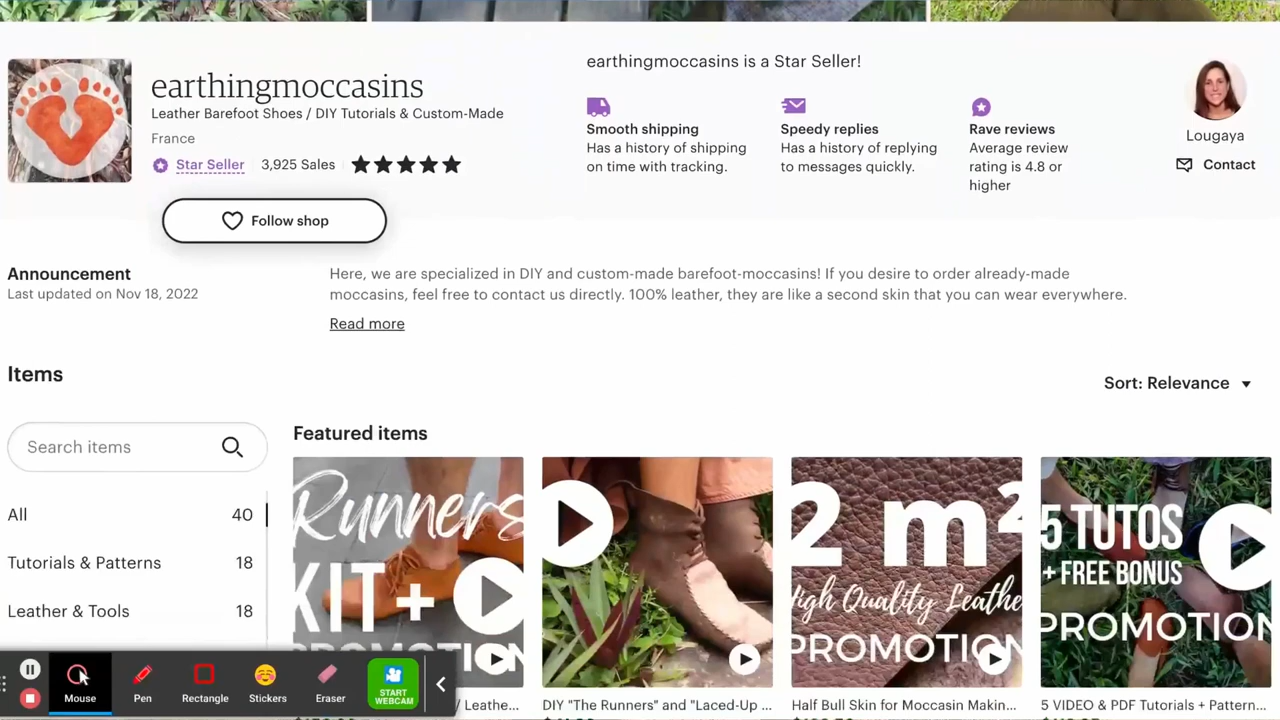 earthingmoccasins
Leather Barefoot Shoes / DIY Tutorials & Custom-Made
France
Star Seller
3,925 Sales
Follow shop
earthingmoccasins is a Star Seller!
Smooth shipping
Has a history of shipping
on time with tracking.
Speedy replies
Has a history of replying
to messages quickly.
Rave reviews
Average review
rating is 4.8 or
higher
Lougaya
Contact
Announcement
Last updated on Nov 18, 2022
Here, we are specialized in DIY and custom-made barefoot-moccasins! If you desire to order already-made
moccasins, feel free to contact us directly. 100% leather, they are like a second skin that you can wear everywhere.
Read more
Items
Sort: Relevance
Search items
All 40
Tutorials & Patterns 18
Leather & Tools 18
Featured items
Runners
KIT +
PROMOTION
2 m²
High Quality Leathe
PROMOTION
5 TUTOS
+ FREE BONUS
PROMOTION
/ Leathe...
DIY "The Runners" and "Laced-Up ...
Half Bull Skin for Moccasin Makin...
5 VIDEO & PDF Tutorials + Pattern...
Mouse
Pen
Rectangle
Stickers
Eraser
START
WEBCAM